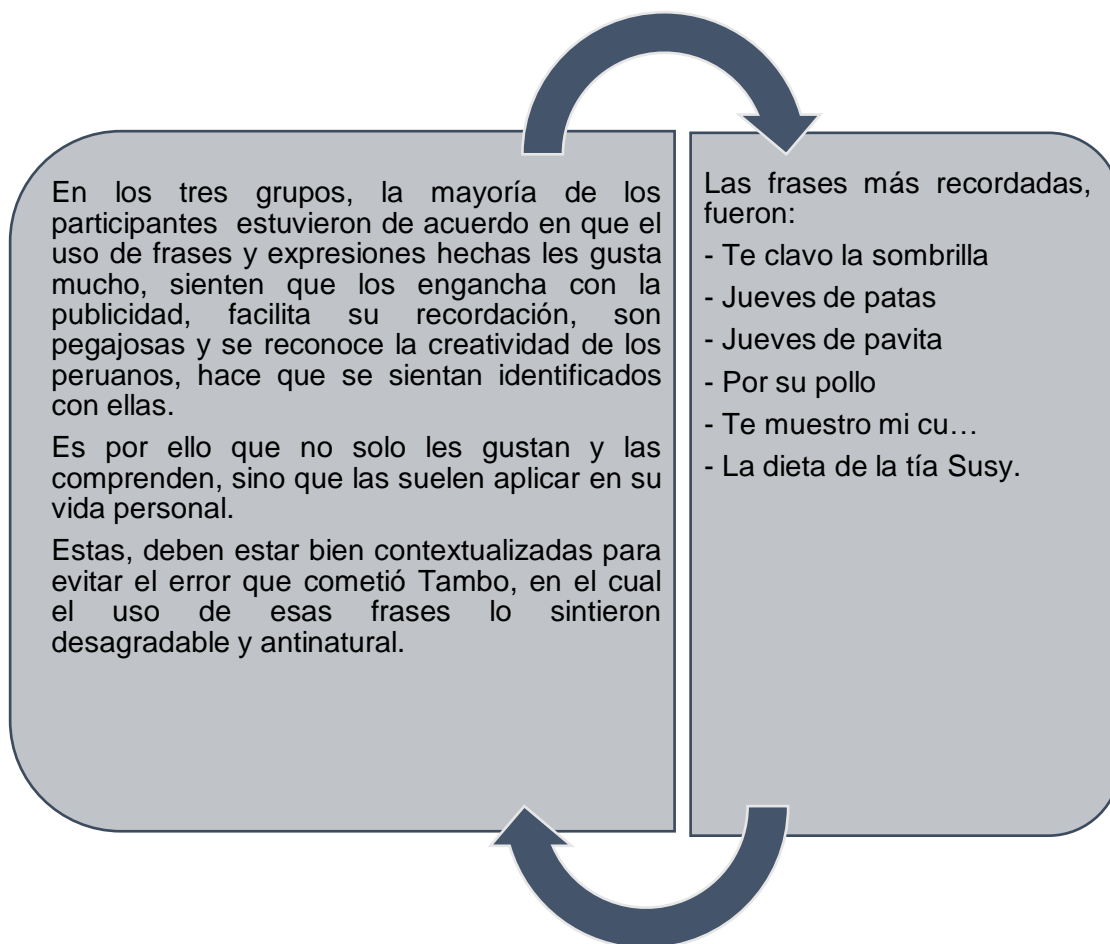 En los tres grupos, la mayoría de los
participantes estuvieron de acuerdo en que el
uso de frases y expresiones hechas les gusta
mucho, sienten que los engancha con la
publicidad, facilita su recordación, son
pegajosas y se reconoce la creatividad de los
peruanos, hace que se sientan identificados
con ellas.
Es por ello que no solo les gustan y las
comprenden, sino que las suelen aplicar en su
vida personal.
Estas, deben estar bien contextualizadas para
evitar el error que cometió Tambo, en el cual
el uso de esas frases lo sintieron
desagradable y antinatural.
Las frases más recordadas,
fueron:
- Te clavo la sombrilla
- Jueves de patas
- Jueves de pavita
- Por su pollo
- Te muestro mi cu…
- La dieta de la tía Susy.